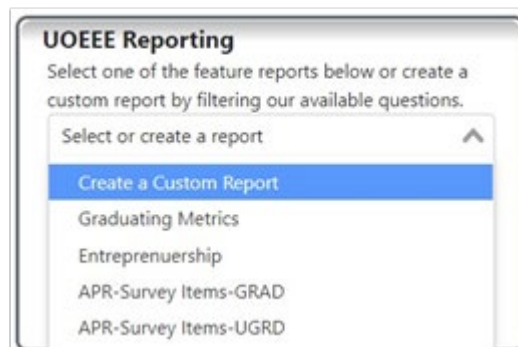 UOEEE Reporting
Select one of the feature reports below or create a
custom report by filtering our available questions.
Select or create a report
Create a Custom Report
Graduating Metrics
Entreprenuership
APR-Survey Items-GRAD
APR-Survey Items-UGRD